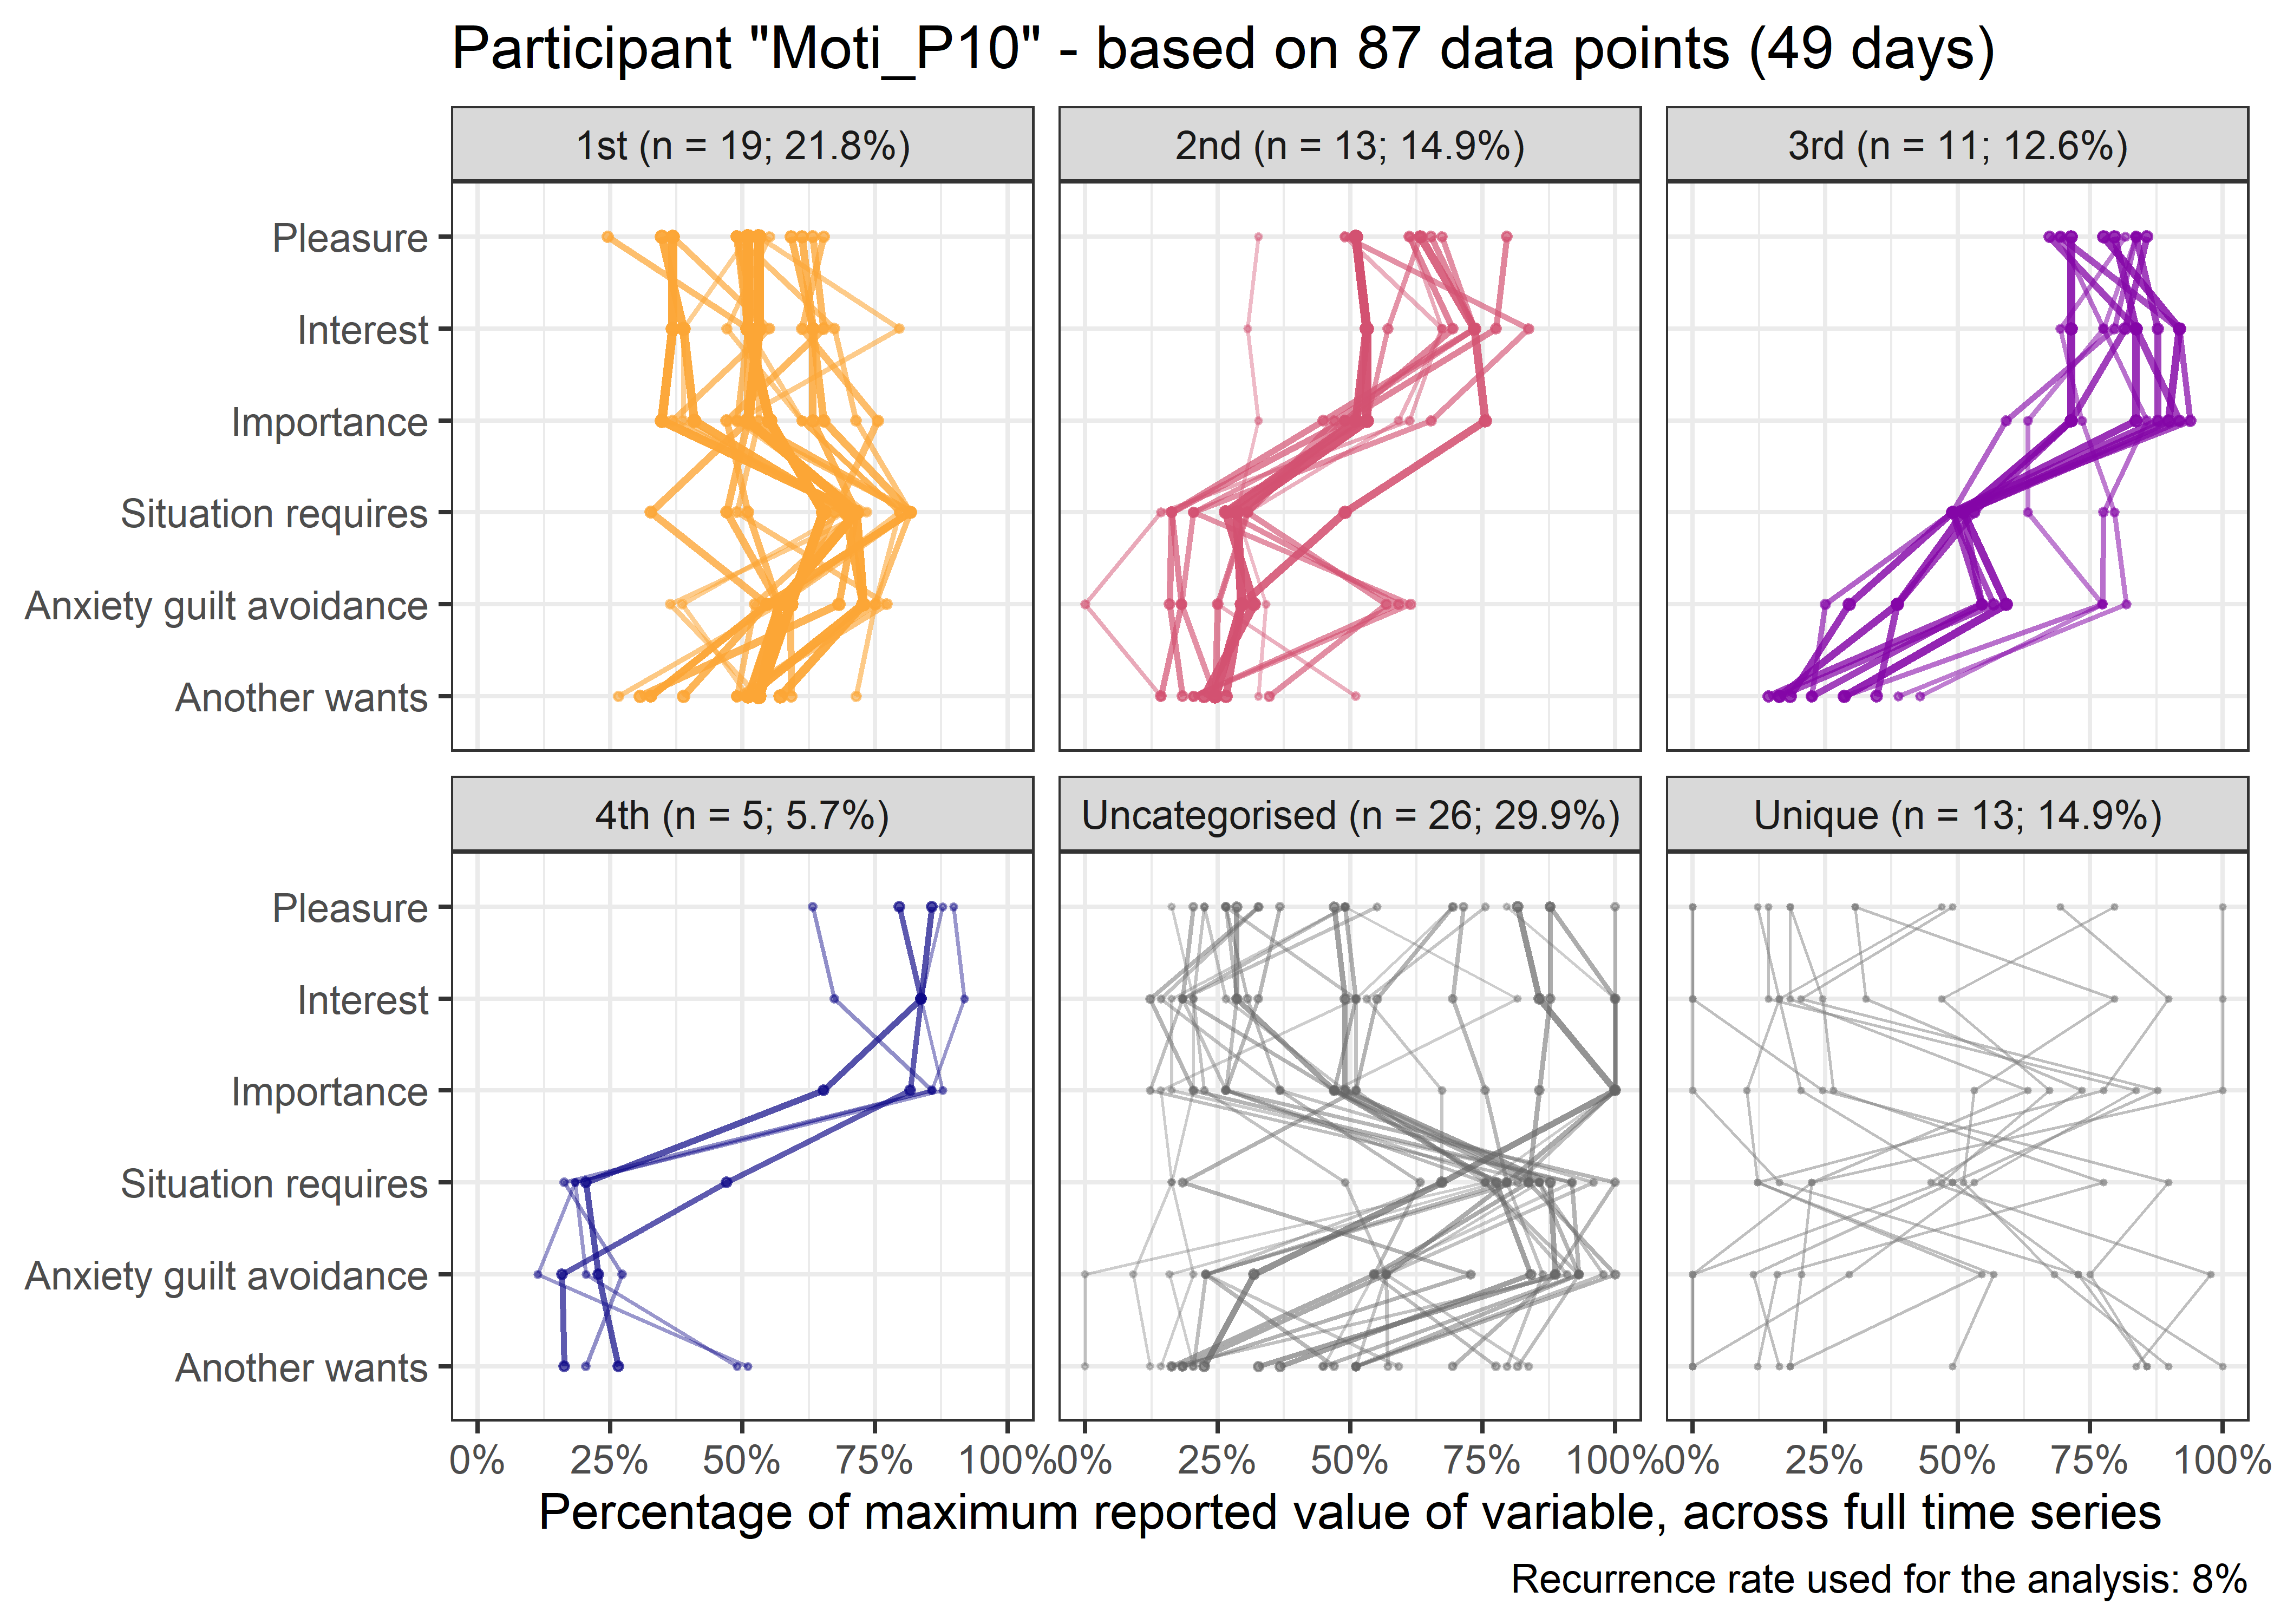 Participant "Moti_P10" - based on 87 data points (49 days)
1st (n = 19; 21.8%)
2nd (n = 13; 14.9%)
3rd (n = 11; 12.6%)
Pleasure
Interest
Importance
Situation requires
Anxiety guilt avoidance
Another wants
4th (n = 5; 5.7%)
Uncategorised (n = 26; 29.9%)
Unique (n = 13; 14.9%)
Pleasure
Interest
Importance
Situation requires
Anxiety guilt avoidance
Another wants
0% 25% 50% 75% 100% 0% 25% 50% 75% 100% 0% 25% 50% 75% 100%
Percentage of maximum reported value of variable, across full time series
Recurrence rate used for the analysis: 8%